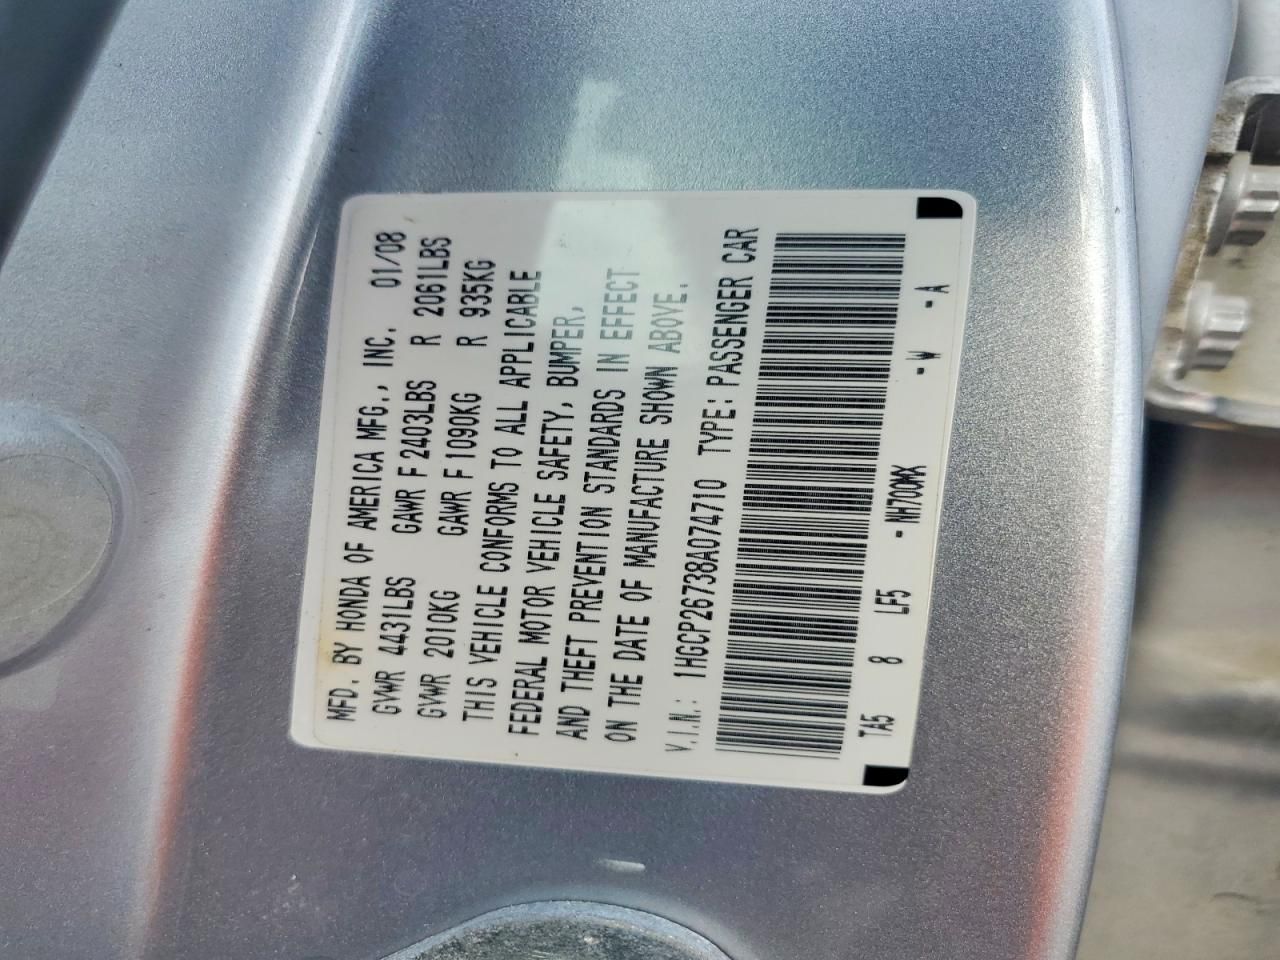 MFD. BY HONDA OF AMERICA MFG., INC. 01/08
GVWR 4431LBS GAWR F 2403LBS R 2061LBS
GVWR 2010KG GAWR F 1090KG R 935KG
THIS VEHICLE CONFORMS TO ALL APPLICABLE
FEDERAL MOTOR VEHICLE SAFETY, BUMPER,
AND THEFT PREVENTION STANDARDS IN EFFECT
ON THE DATE OF MANUFACTURE SHOWN ABOVE.
V.I.N.: 1HGCP26738A074710 TYPE: PASSENGER CAR
TA5 8 LF5 - NH700MX - W - A